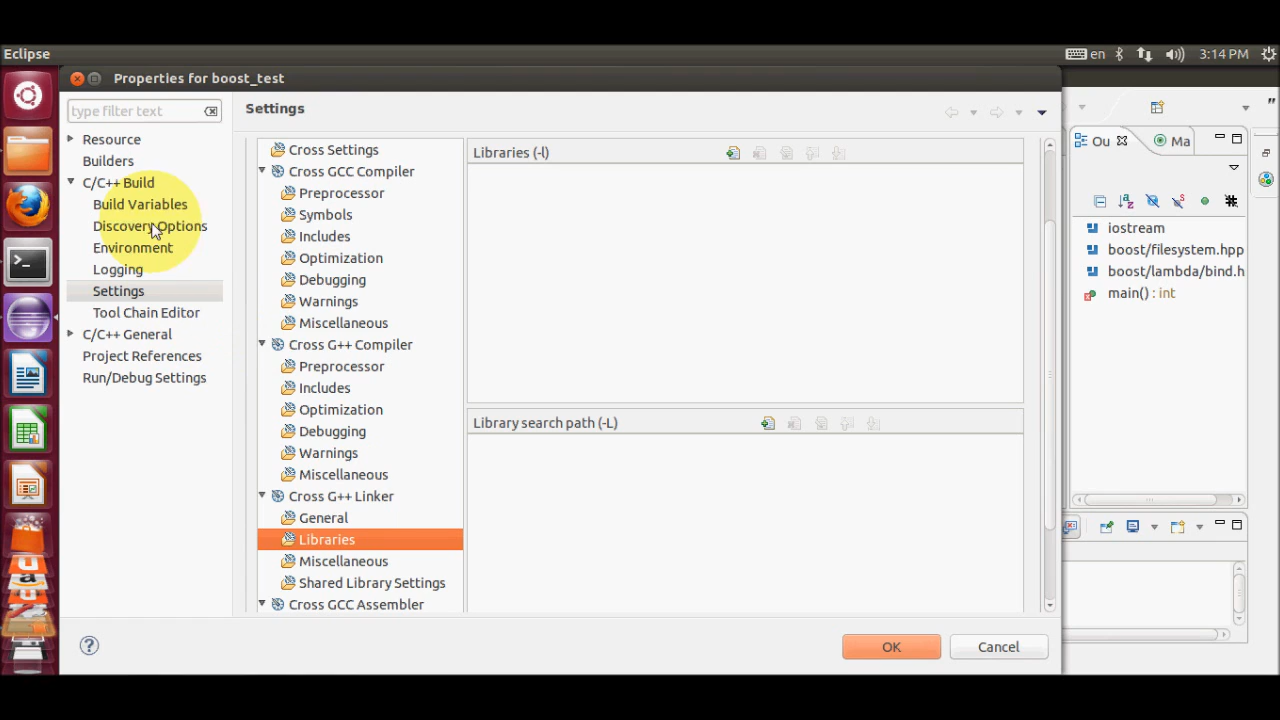 Eclipse
en
3:14 PM
Properties for boost_test
type filter text
Resource
Builders
C/C++ Build
Build Variables
Discovery Options
Environment
Logging
Settings
Tool Chain Editor
C/C++ General
Project References
Run/Debug Settings
Settings
Cross Settings
Cross GCC Compiler
Preprocessor
Symbols
Includes
Optimization
Debugging
Warnings
Miscellaneous
Cross G++ Compiler
Preprocessor
Includes
Optimization
Debugging
Warnings
Miscellaneous
Cross G++ Linker
General
Libraries
Miscellaneous
Shared Library Settings
Cross GCC Assembler
Libraries (-l)
Library search path (-L)
OK
Cancel
Ou
Ma
iostream
boost/filesystem.hpp
boost/lambda/bind.h
main() : int